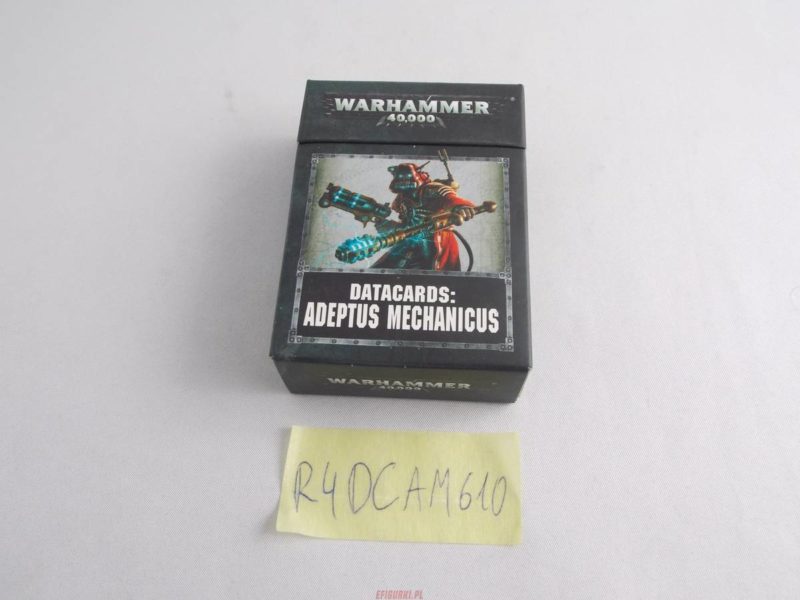 WARHAMMER
40,000
DATACARDS:
ADEPTUS MECHANICUS
WARHAMMER
40,000
R4DCAM610
EFIGURKI.PL